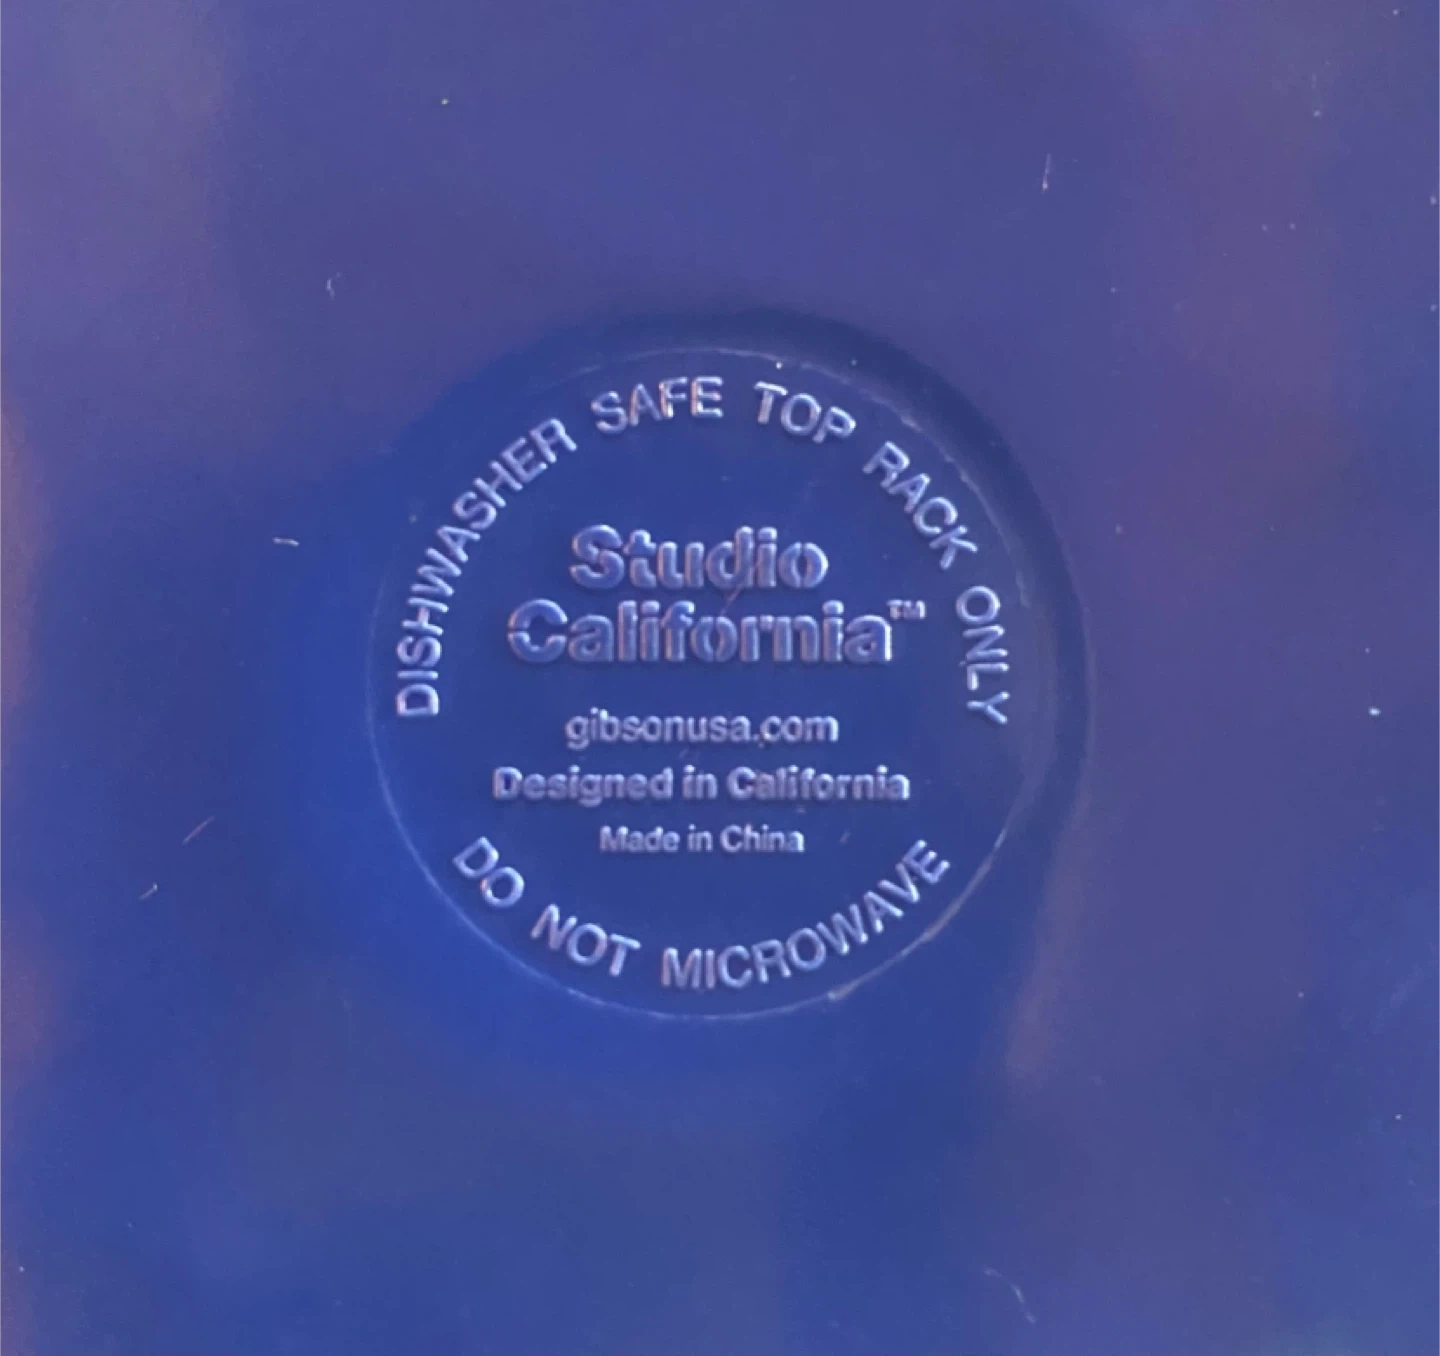 DISHWASHER SAFE TOP RACK ONLY
Studio
California™
gibsonusa.com
Designed in California
Made in China
DO NOT MICROWAVE